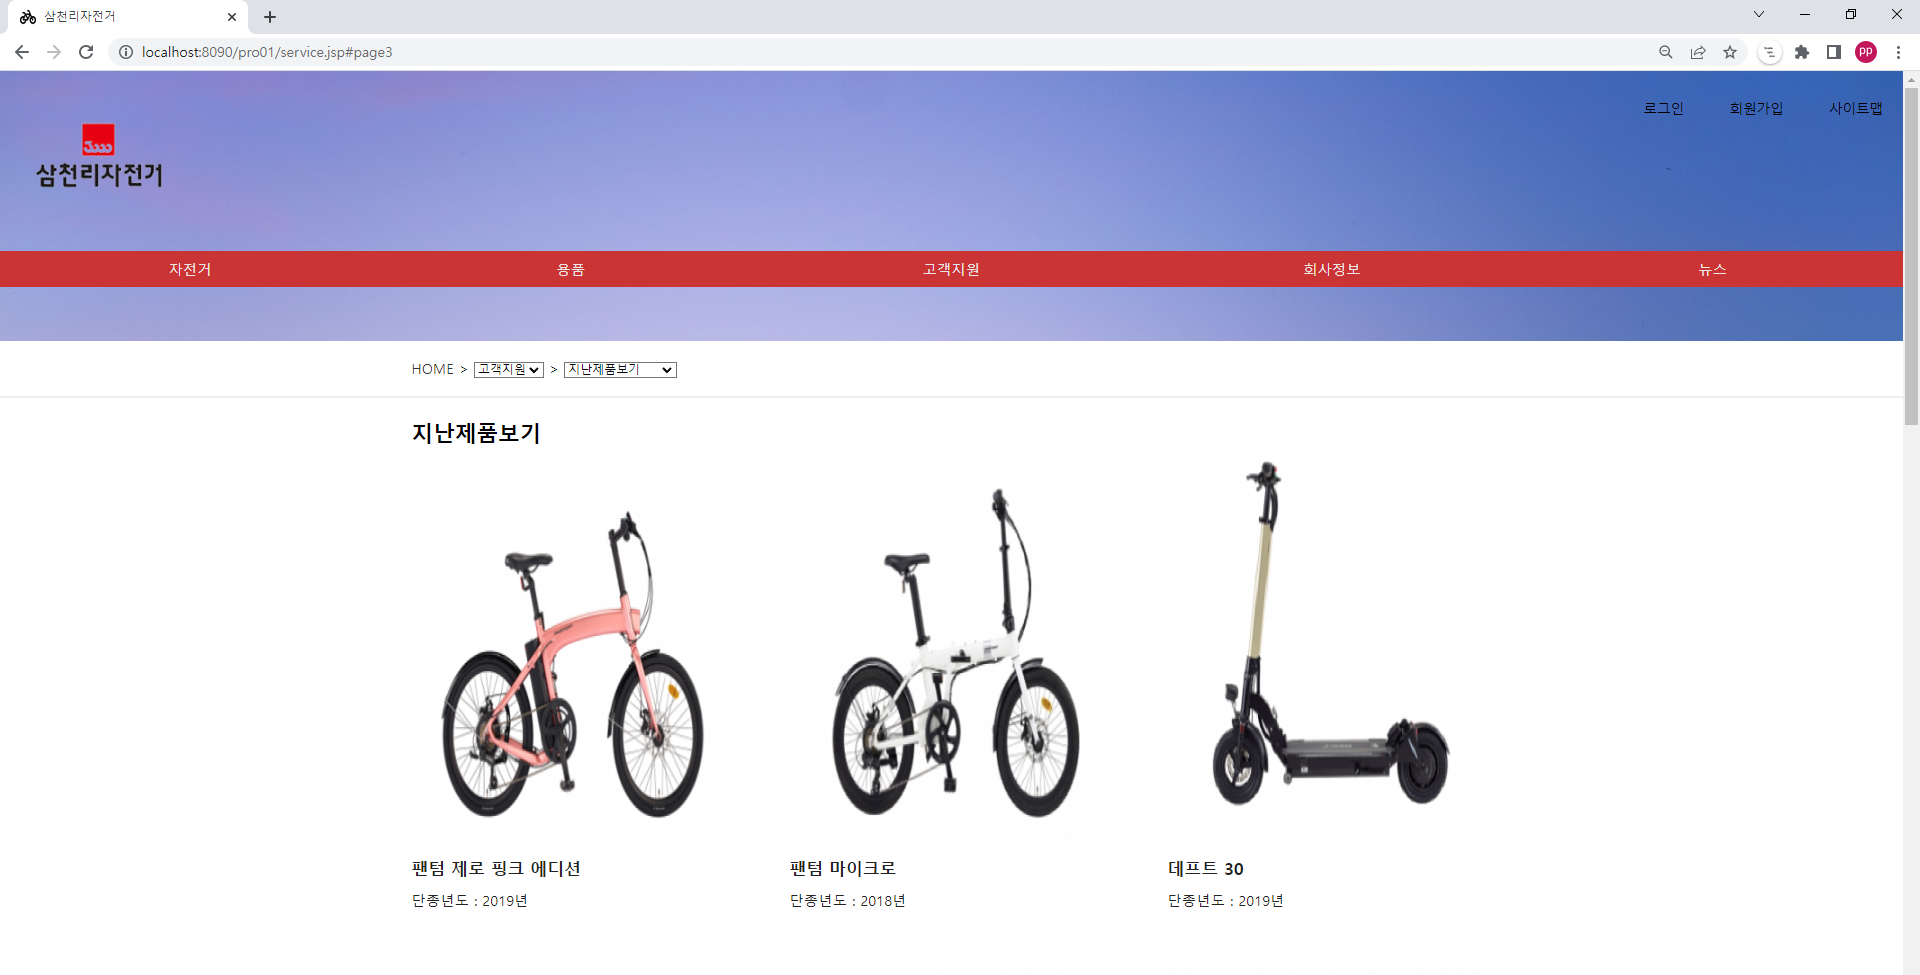 삼천리자전거
localhost:8090/pro01/service.jsp#page3
pp
로그인 회원가입 사이트맵
3000
삼천리자전거
자전거 용품 고객지원 회사정보 뉴스
HOME > 고객지원 > 지난제품보기
지난제품보기
팬텀 제로 핑크 에디션 팬텀 마이크로 데프트 30
단종년도 : 2019년 단종년도 : 2018년 단종년도 : 2019년